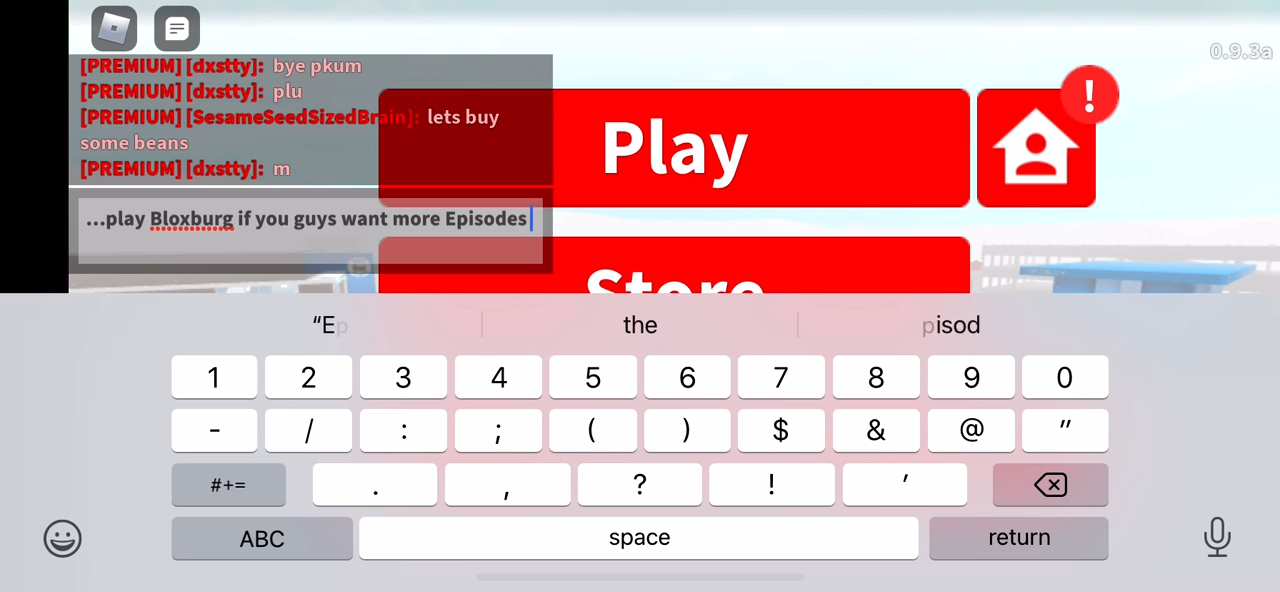 0.9.3a
[PREMIUM] [dxstty]: bye pkum
[PREMIUM] [dxstty]: plu
[PREMIUM] [SesameSeedSizedBrain]: lets buy
some beans
[PREMIUM] [dxstty]: m
...play Bloxburg if you guys want more Episodes
!
Play
Store
“Ep the pisod
1 2 3 4 5 6 7 8 9 0
- / : ; ( ) $ & @ "
#+= . , ? ! '
ABC space return